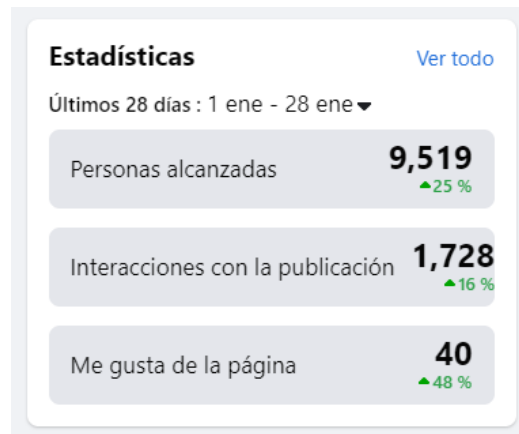 Estadísticas
Ver todo
Últimos 28 días : 1 ene - 28 ene
Personas alcanzadas
9,519
25 %
Interacciones con la publicación
1,728
16 %
Me gusta de la página
40
48 %